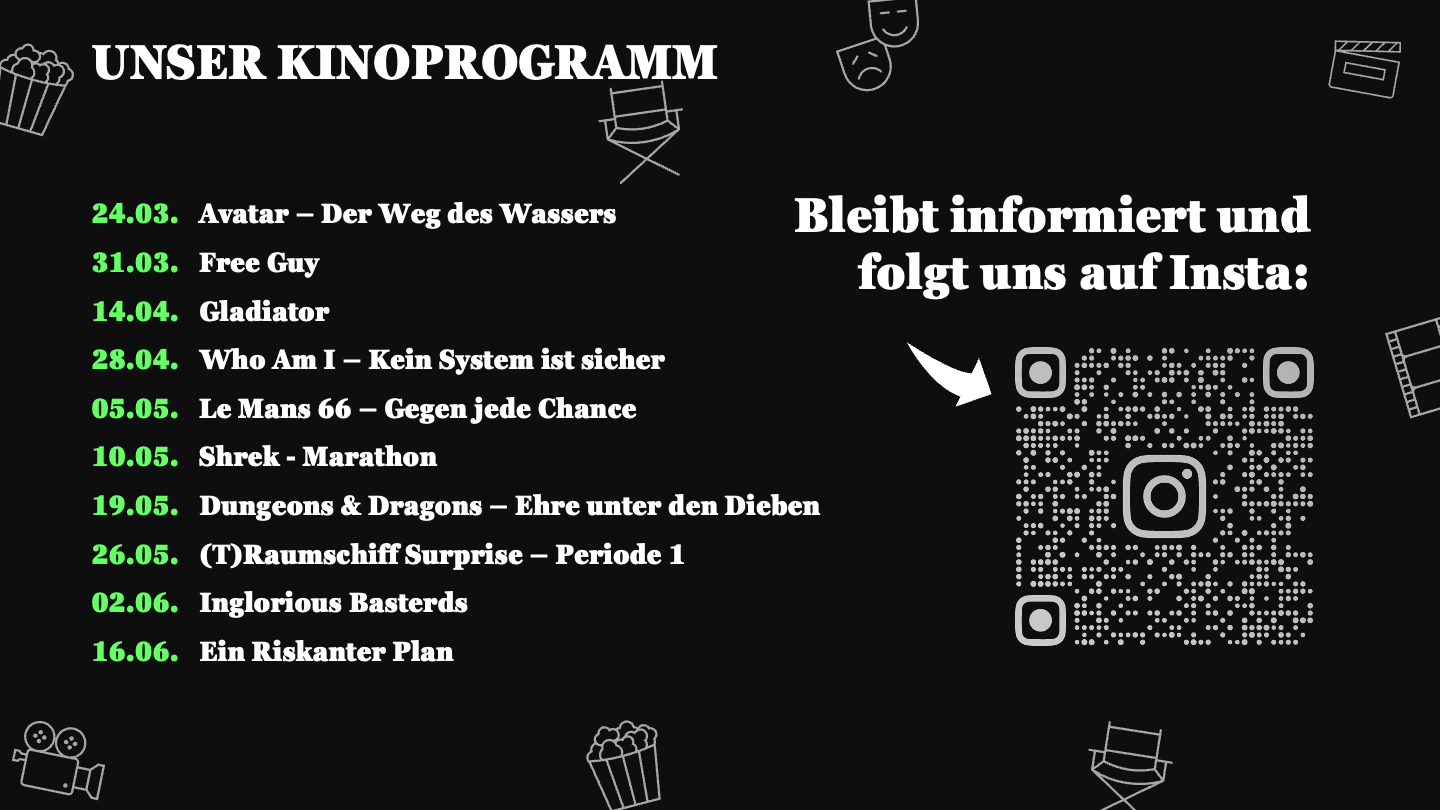 UNSER KINOPROGRAMM
24.03. Avatar – Der Weg des Wassers
31.03. Free Guy
14.04. Gladiator
28.04. Who Am I – Kein System ist sicher
05.05. Le Mans 66 – Gegen jede Chance
10.05. Shrek - Marathon
19.05. Dungeons & Dragons – Ehre unter den Dieben
26.05. (T)Raumschiff Surprise – Periode 1
02.06. Inglorious Basterds
16.06. Ein Riskanter Plan
Bleibt informiert und
folgt uns auf Insta: